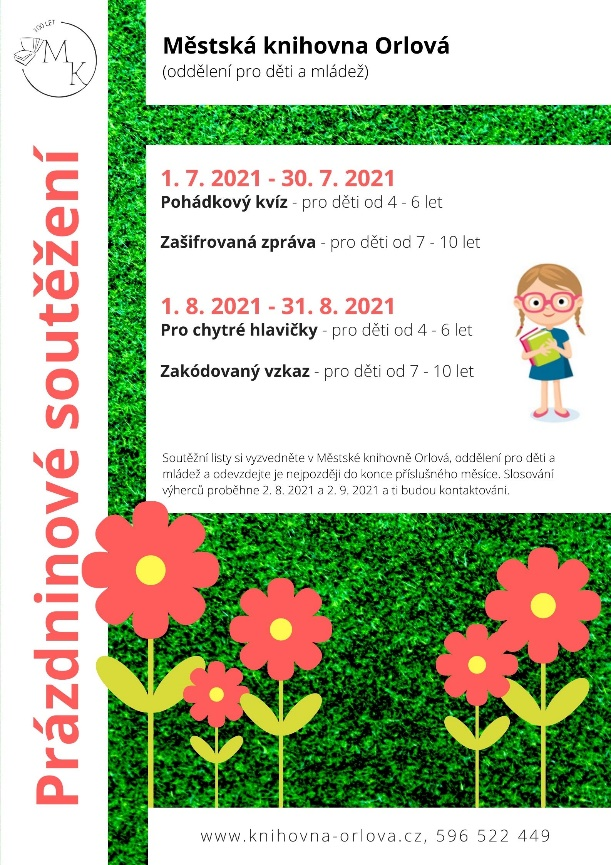 100 LET
MK
Městská knihovna Orlová
(oddělení pro děti a mládež)
Prázdninové soutěžení
1. 7. 2021 - 30. 7. 2021
Pohádkový kvíz - pro děti od 4 - 6 let
Zašifrovaná zpráva - pro děti od 7 - 10 let
1. 8. 2021 - 31. 8. 2021
Pro chytré hlavičky - pro děti od 4 - 6 let
Zakódovaný vzkaz - pro děti od 7 - 10 let
Soutěžní listy si vyzvedněte v Městské knihovně Orlová, oddělení pro děti a
mládež a odevzdejte je nejpozději do konce příslušného měsíce. Slosování
výherců proběhne 2. 8. 2021 a 2. 9. 2021 a ti budou kontaktováni.
www.knihovna-orlova.cz, 596 522 449